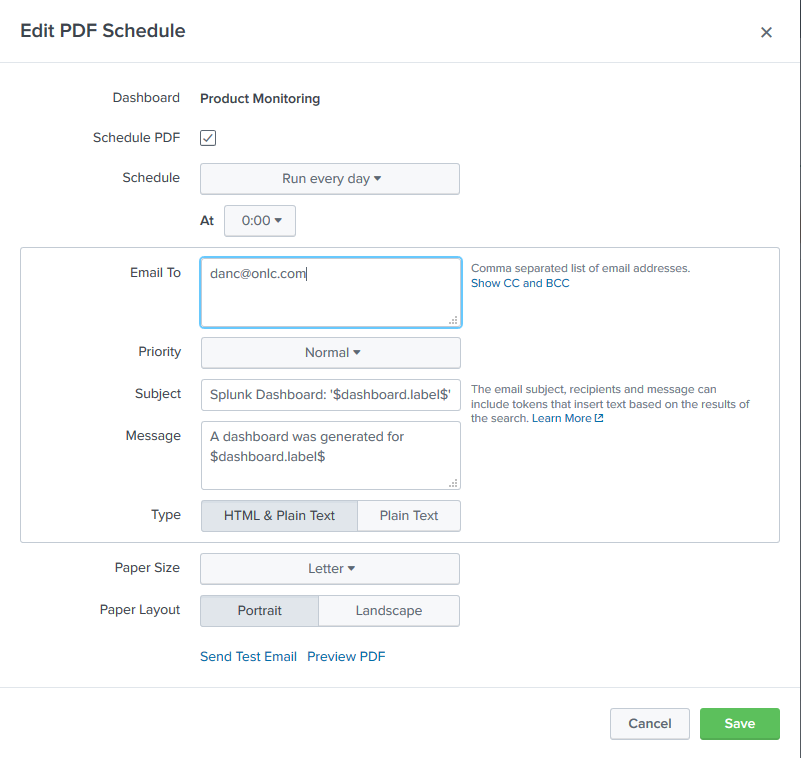 Edit PDF Schedule
Dashboard Product Monitoring
Schedule PDF
Schedule Run every day
At 0:00
Email To danc@onlc.com
Comma separated list of email addresses.
Show CC and BCC
Priority Normal
Subject Splunk Dashboard: '$dashboard.label$'
The email subject, recipients and message can
include tokens that insert text based on the results of
the search. Learn More
Message A dashboard was generated for
$dashboard.label$
Type HTML & Plain Text Plain Text
Paper Size Letter
Paper Layout Portrait Landscape
Send Test Email Preview PDF
Cancel Save